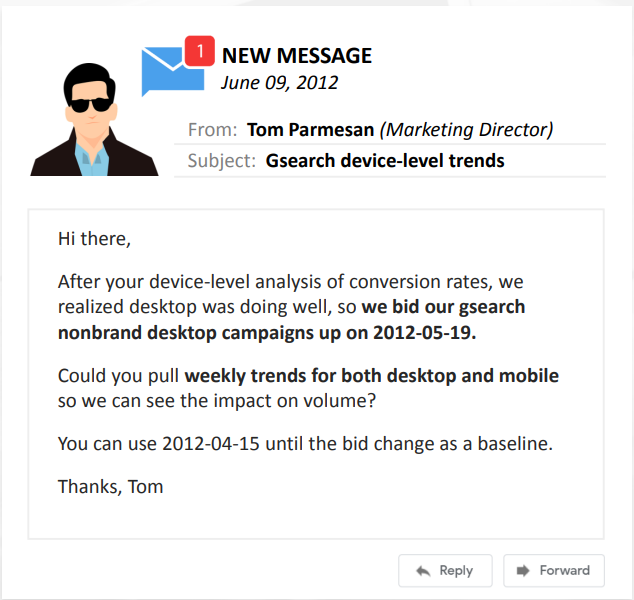 1
NEW MESSAGE
June 09, 2012
From: Tom Parmesan (Marketing Director)
Subject: Gsearch device-level trends
Hi there,
After your device-level analysis of conversion rates, we
realized desktop was doing well, so we bid our gsearch
nonbrand desktop campaigns up on 2012-05-19.
Could you pull weekly trends for both desktop and mobile
so we can see the impact on volume?
You can use 2012-04-15 until the bid change as a baseline.
Thanks, Tom
Reply
Forward